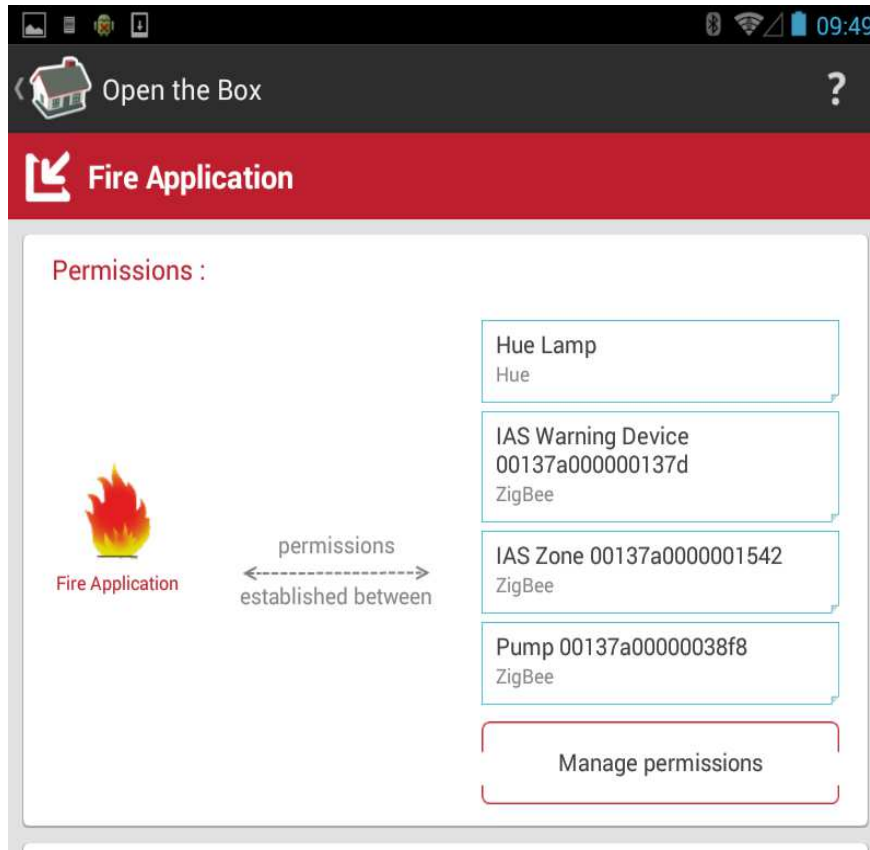 09:49
Open the Box
?
Fire Application
Permissions :
Hue Lamp
Hue
IAS Warning Device
00137a000000137d
ZigBee
IAS Zone 00137a0000001542
ZigBee
Pump 00137a00000038f8
ZigBee
Fire Application
permissions
established between
Manage permissions